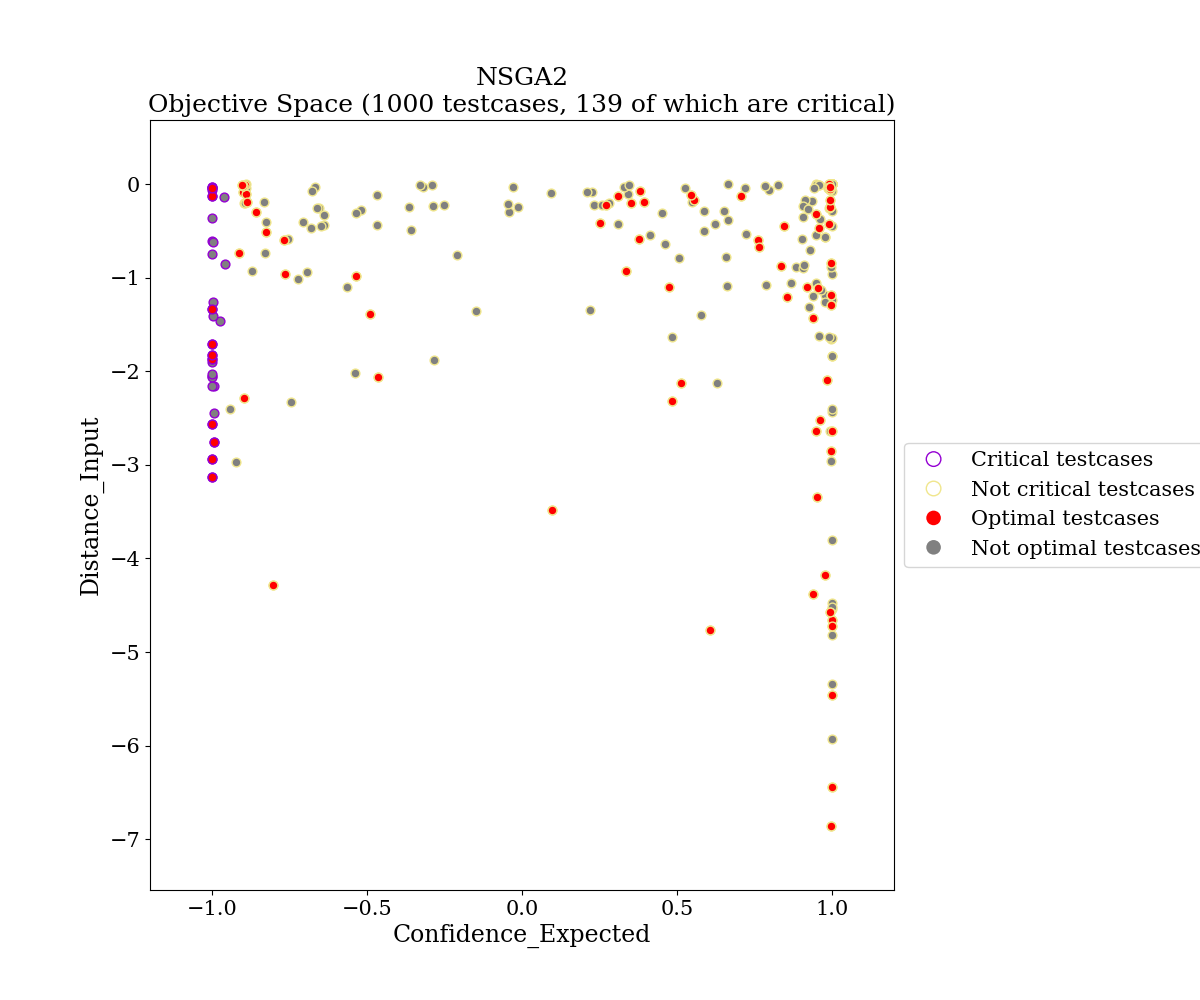 NSGA2
Objective Space (1000 testcases, 139 of which are critical)
0
−1
−2
−3
−4
−5
−6
−7
Distance_Input
−1.0
−0.5
0.0
0.5
1.0
Confidence_Expected
Critical testcases
Not critical testcases
Optimal testcases
Not optimal testcases